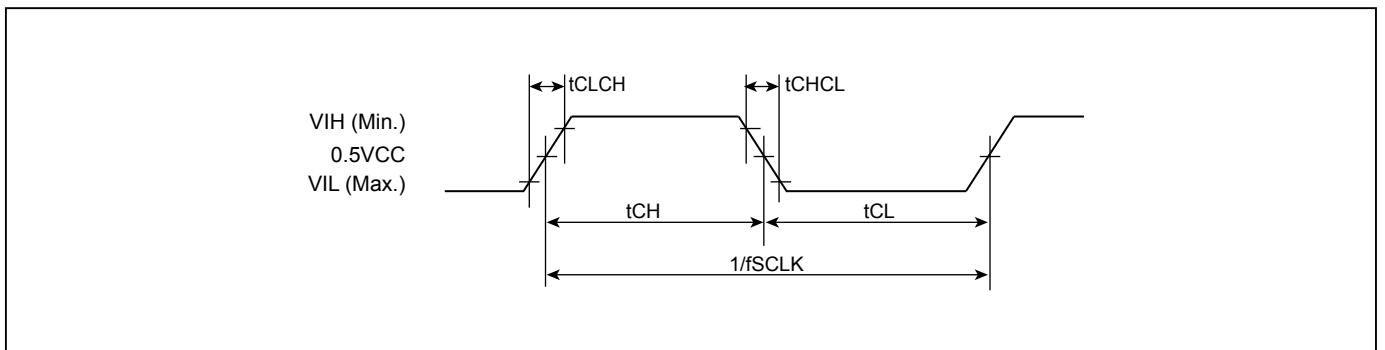 tCLCH
tCHCL
VIH (Min.)
0.5VCC
VIL (Max.)
tCH
tCL
1/fSCLK